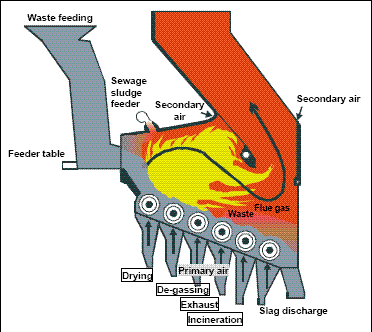 Waste feeding
Sewage
sludge
feeder
Secondary
air
Secondary air
Feeder table
Flue gas
Waste
Drying
Primary air
De-gassing
Exhaust
Incineration
Slag discharge